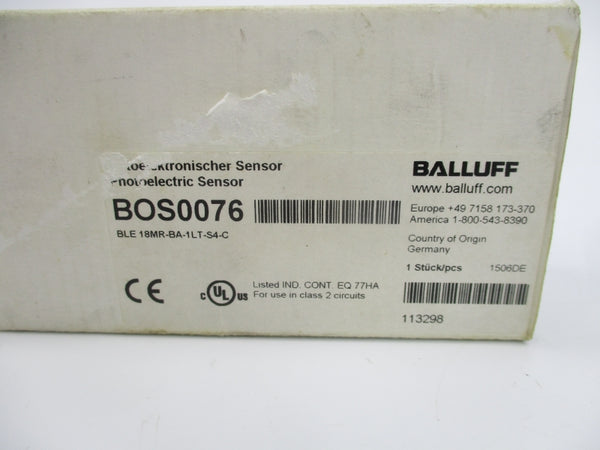 Sensor
Photoelectric Sensor
BOS0076
BLE 18MR-BA-1LT-S4-C
CE
c UL US
Listed IND. CONT. EQ 77HA
For use in class 2 circuits
BALLUFF
www.balluff.com
Europe +49 7158 173-370
America 1-800-543-8390
Country of Origin
Germany
1 Stück/pcs 1506DE
113298